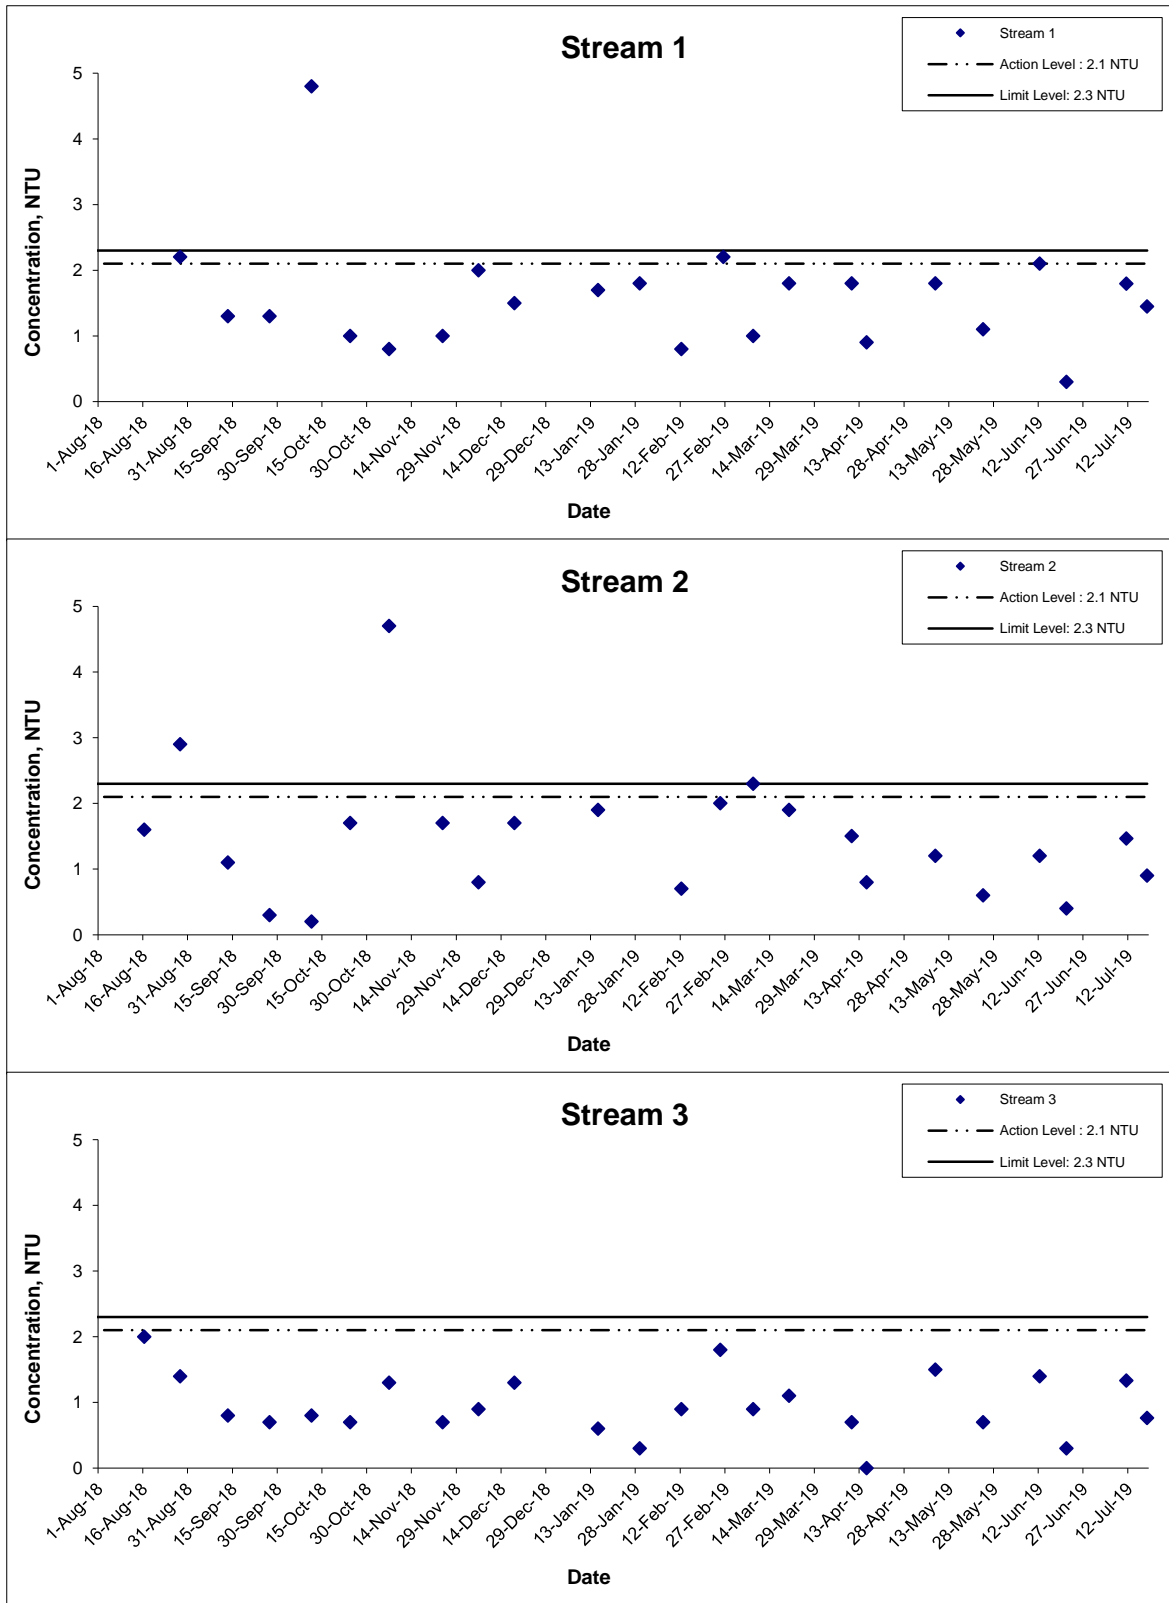 Stream 1
Stream 1
Action Level : 2.1 NTU
Limit Level: 2.3 NTU
Concentration, NTU
5
4
3
2
1
0
1-Aug-18
16-Aug-18
31-Aug-18
15-Sep-18
30-Sep-18
15-Oct-18
30-Oct-18
14-Nov-18
29-Nov-18
14-Dec-18
29-Dec-18
13-Jan-19
28-Jan-19
12-Feb-19
27-Feb-19
14-Mar-19
29-Mar-19
13-Apr-19
28-Apr-19
13-May-19
28-May-19
12-Jun-19
27-Jun-19
12-Jul-19
Date
Stream 2
Stream 2
Action Level : 2.1 NTU
Limit Level: 2.3 NTU
Concentration, NTU
5
4
3
2
1
0
1-Aug-18
16-Aug-18
31-Aug-18
15-Sep-18
30-Sep-18
15-Oct-18
30-Oct-18
14-Nov-18
29-Nov-18
14-Dec-18
29-Dec-18
13-Jan-19
28-Jan-19
12-Feb-19
27-Feb-19
14-Mar-19
29-Mar-19
13-Apr-19
28-Apr-19
13-May-19
28-May-19
12-Jun-19
27-Jun-19
12-Jul-19
Date
Stream 3
Stream 3
Action Level : 2.1 NTU
Limit Level: 2.3 NTU
Concentration, NTU
5
4
3
2
1
0
1-Aug-18
16-Aug-18
31-Aug-18
15-Sep-18
30-Sep-18
15-Oct-18
30-Oct-18
14-Nov-18
29-Nov-18
14-Dec-18
29-Dec-18
13-Jan-19
28-Jan-19
12-Feb-19
27-Feb-19
14-Mar-19
29-Mar-19
13-Apr-19
28-Apr-19
13-May-19
28-May-19
12-Jun-19
27-Jun-19
12-Jul-19
Date